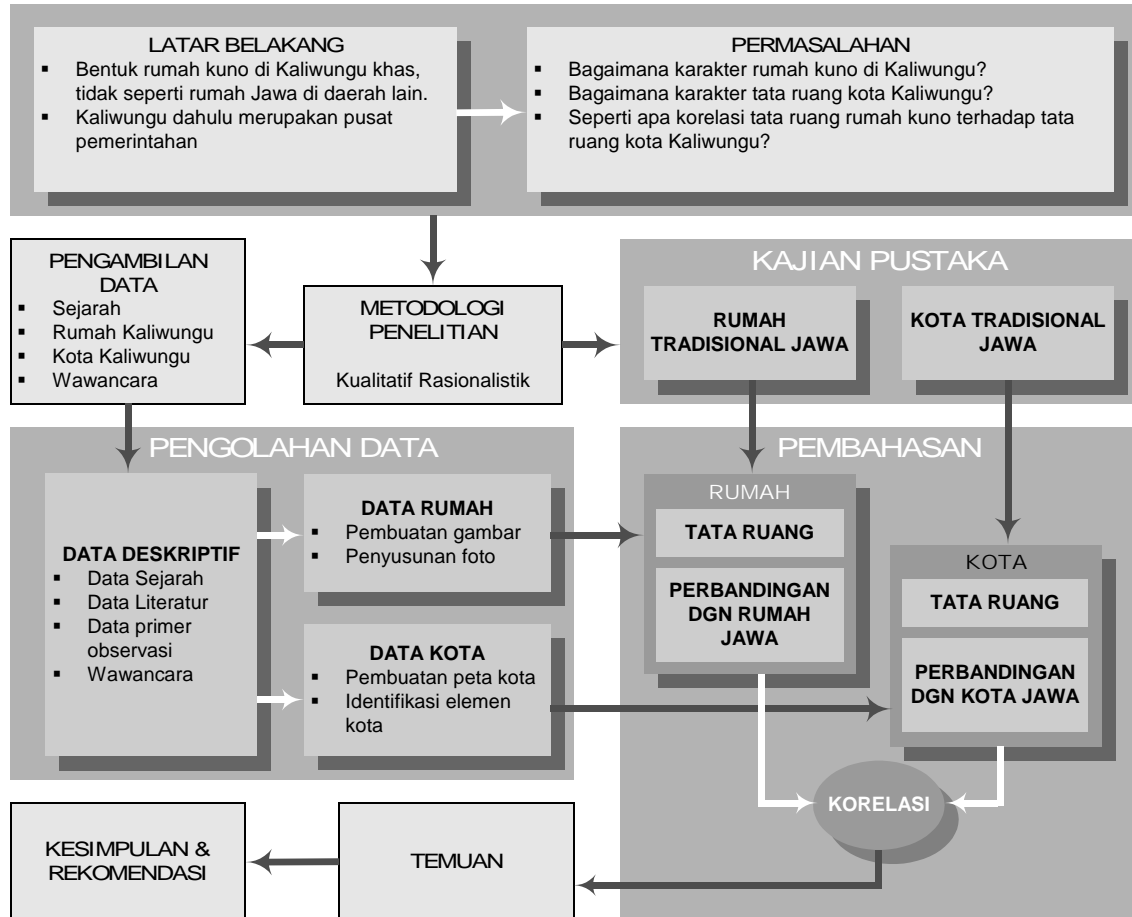 LATAR BELAKANG
▪ Bentuk rumah kuno di Kaliwungu khas,
tidak seperti rumah Jawa di daerah lain.
▪ Kaliwungu dahulu merupakan pusat
pemerintahan
PERMASALAHAN
▪ Bagaimana karakter rumah kuno di Kaliwungu?
▪ Bagaimana karakter tata ruang kota Kaliwungu?
▪ Seperti apa korelasi tata ruang rumah kuno terhadap tata
ruang kota Kaliwungu?
PENGAMBILAN
DATA
▪ Sejarah
▪ Rumah Kaliwungu
▪ Kota Kaliwungu
▪ Wawancara
METODOLOGI
PENELITIAN
Kualitatif Rasionalistik
KAJIAN PUSTAKA
RUMAH
TRADISIONAL JAWA
KOTA TRADISIONAL
JAWA
PENGOLAHAN DATA
DATA DESKRIPTIF
▪ Data Sejarah
▪ Data Literatur
▪ Data primer
observasi
▪ Wawancara
DATA RUMAH
▪ Pembuatan gambar
▪ Penyusunan foto
DATA KOTA
▪ Pembuatan peta kota
▪ Identifikasi elemen
kota
PEMBAHASAN
RUMAH
TATA RUANG
PERBANDINGAN
DGN RUMAH
JAWA
KOTA
TATA RUANG
PERBANDINGAN
DGN KOTA JAWA
KORELASI
TEMUAN
KESIMPULAN &
REKOMENDASI